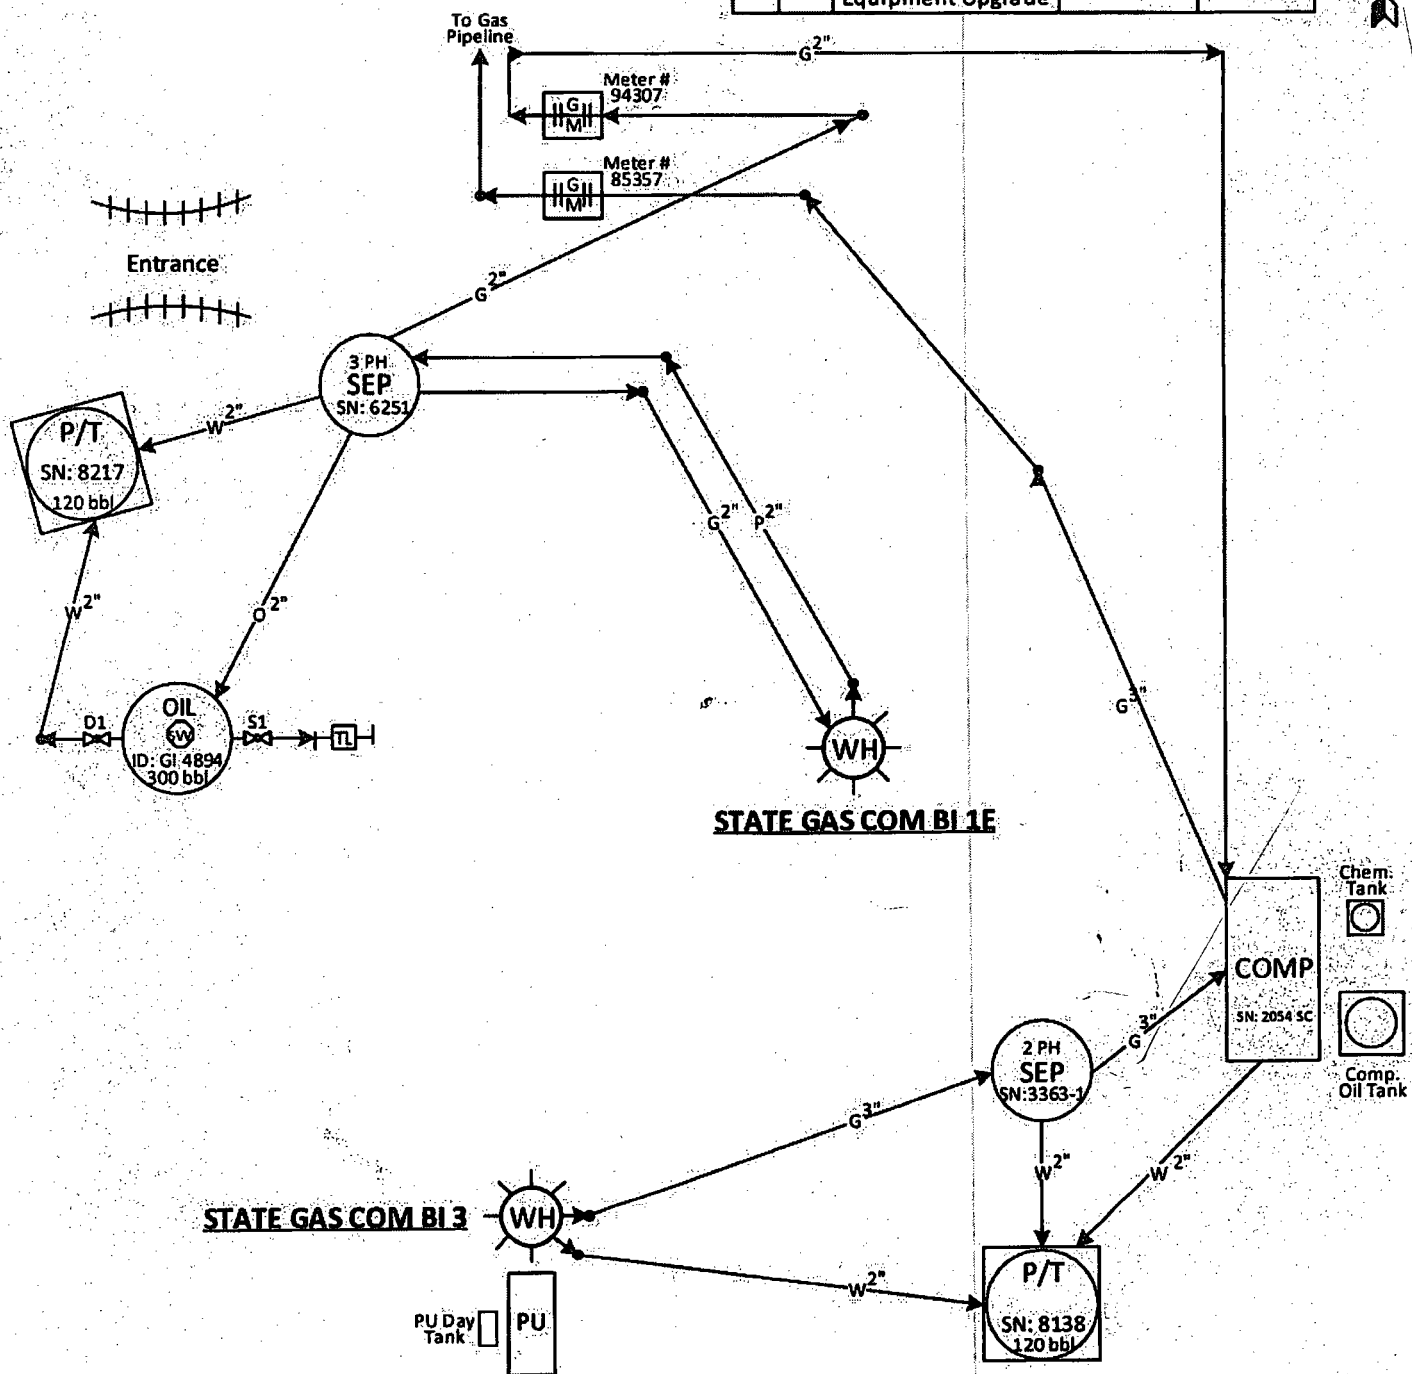 Equipment Upgrade
To Gas
Pipeline
G 2"
Meter #
94307
G
M
Meter #
85357
G
M
Entrance
G 2"
3 PH
SEP
SN: 6251
W 2"
P/T
SN: 8217
120 bbl
G 2"
P 2"
W 2"
O 2"
OIL
SW
ID: GI 4894
300 bbl
D1
S1
TL
G 3"
WH
STATE GAS COM BI 1E
Chem.
Tank
COMP
SN: 2054 SC
Comp.
Oil Tank
G 3"
2 PH
SEP
SN:3363-1
G 3"
W 2"
W 2"
STATE GAS COM BI 3
WH
W 2"
P/T
SN: 8138
120 bbl
PU Day
Tank
PU